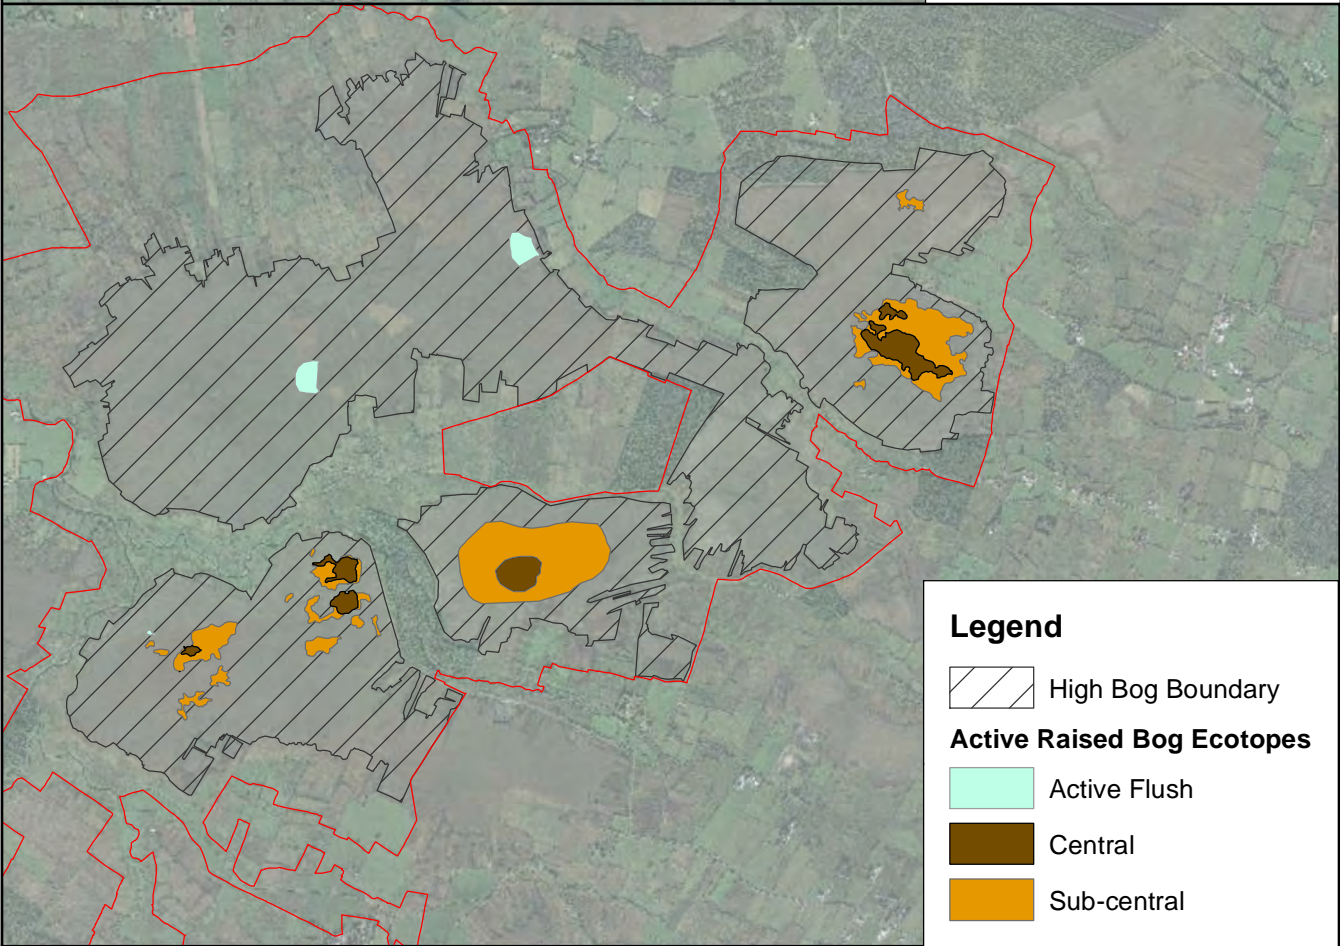 Legend
High Bog Boundary
Active Raised Bog Ecotopes
Active Flush
Central
Sub-central